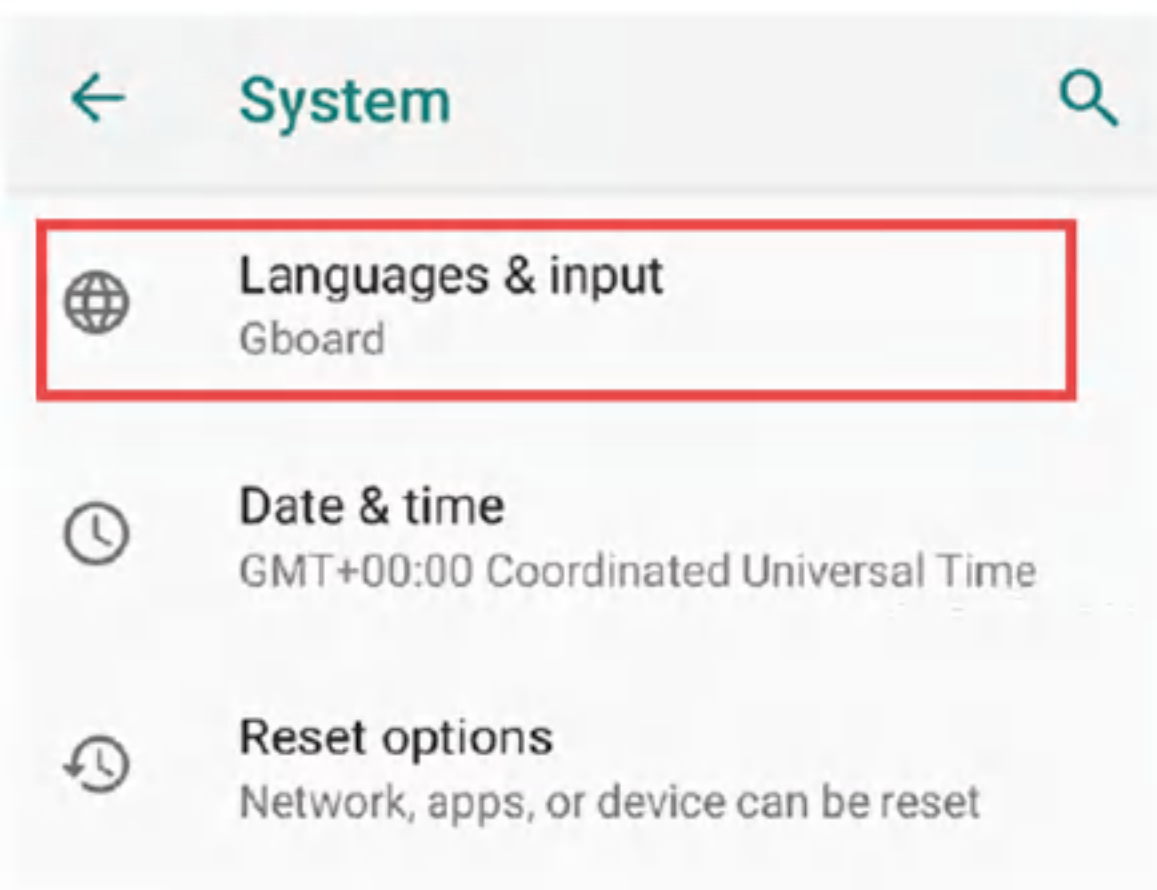 System
Languages & input
Gboard
Date & time
GMT+00:00 Coordinated Universal Time
Reset options
Network, apps, or device can be reset